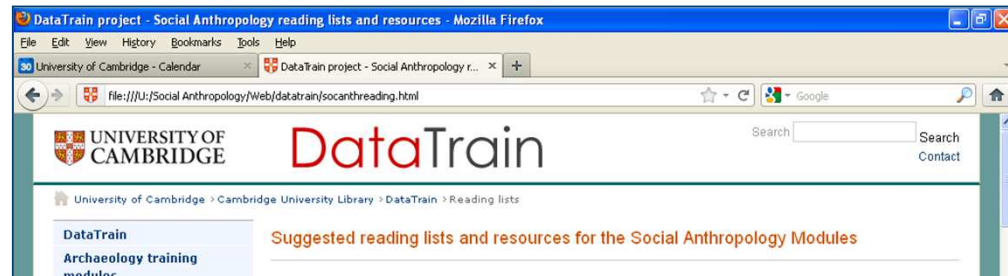 DataTrain project - Social Anthropology reading lists and resources - Mozilla Firefox
File Edit View History Bookmarks Tools Help
30 University of Cambridge - Calendar × DataTrain project - Social Anthropology r... × +
file:///U:/Social Anthropology/Web/datatrain/socanthreading.html Google
UNIVERSITY OF
CAMBRIDGE
DataTrain
Search Search
Contact
University of Cambridge > Cambridge University Library > DataTrain > Reading lists
DataTrain
Archaeology training
modules
Suggested reading lists and resources for the Social Anthropology Modules